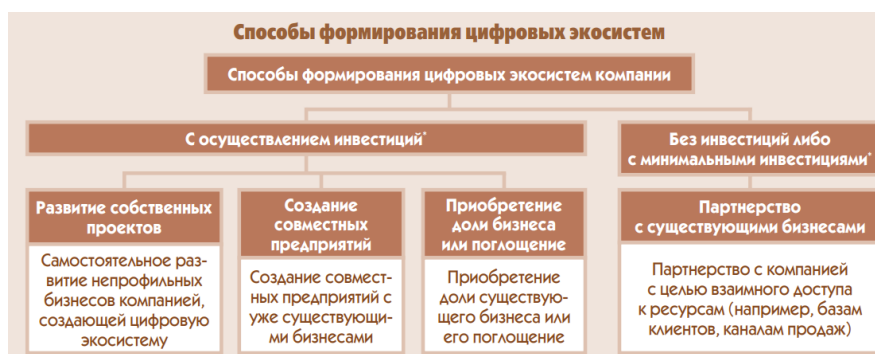 Способы формирования цифровых экосистем
Способы формирования цифровых экосистем компании
С осуществлением инвестиций*
Без инвестиций либо
с минимальными инвестициями*
Развитие собственных
проектов
Самостоятельное раз-
витие непрофильных
бизнесов компанией,
создающей цифровую
экосистему
Создание
совместных
предприятий
Создание совмест-
ных предприятий с
уже существующи-
ми бизнесами
Приобретение
доли бизнеса
или поглощение
Приобретение
доли существую-
щего бизнеса или
его поглощение
Партнерство
с существующими бизнесами
Партнерство с компанией
с целью взаимного доступа
к ресурсам (например, базам
клиентов, каналам продаж)